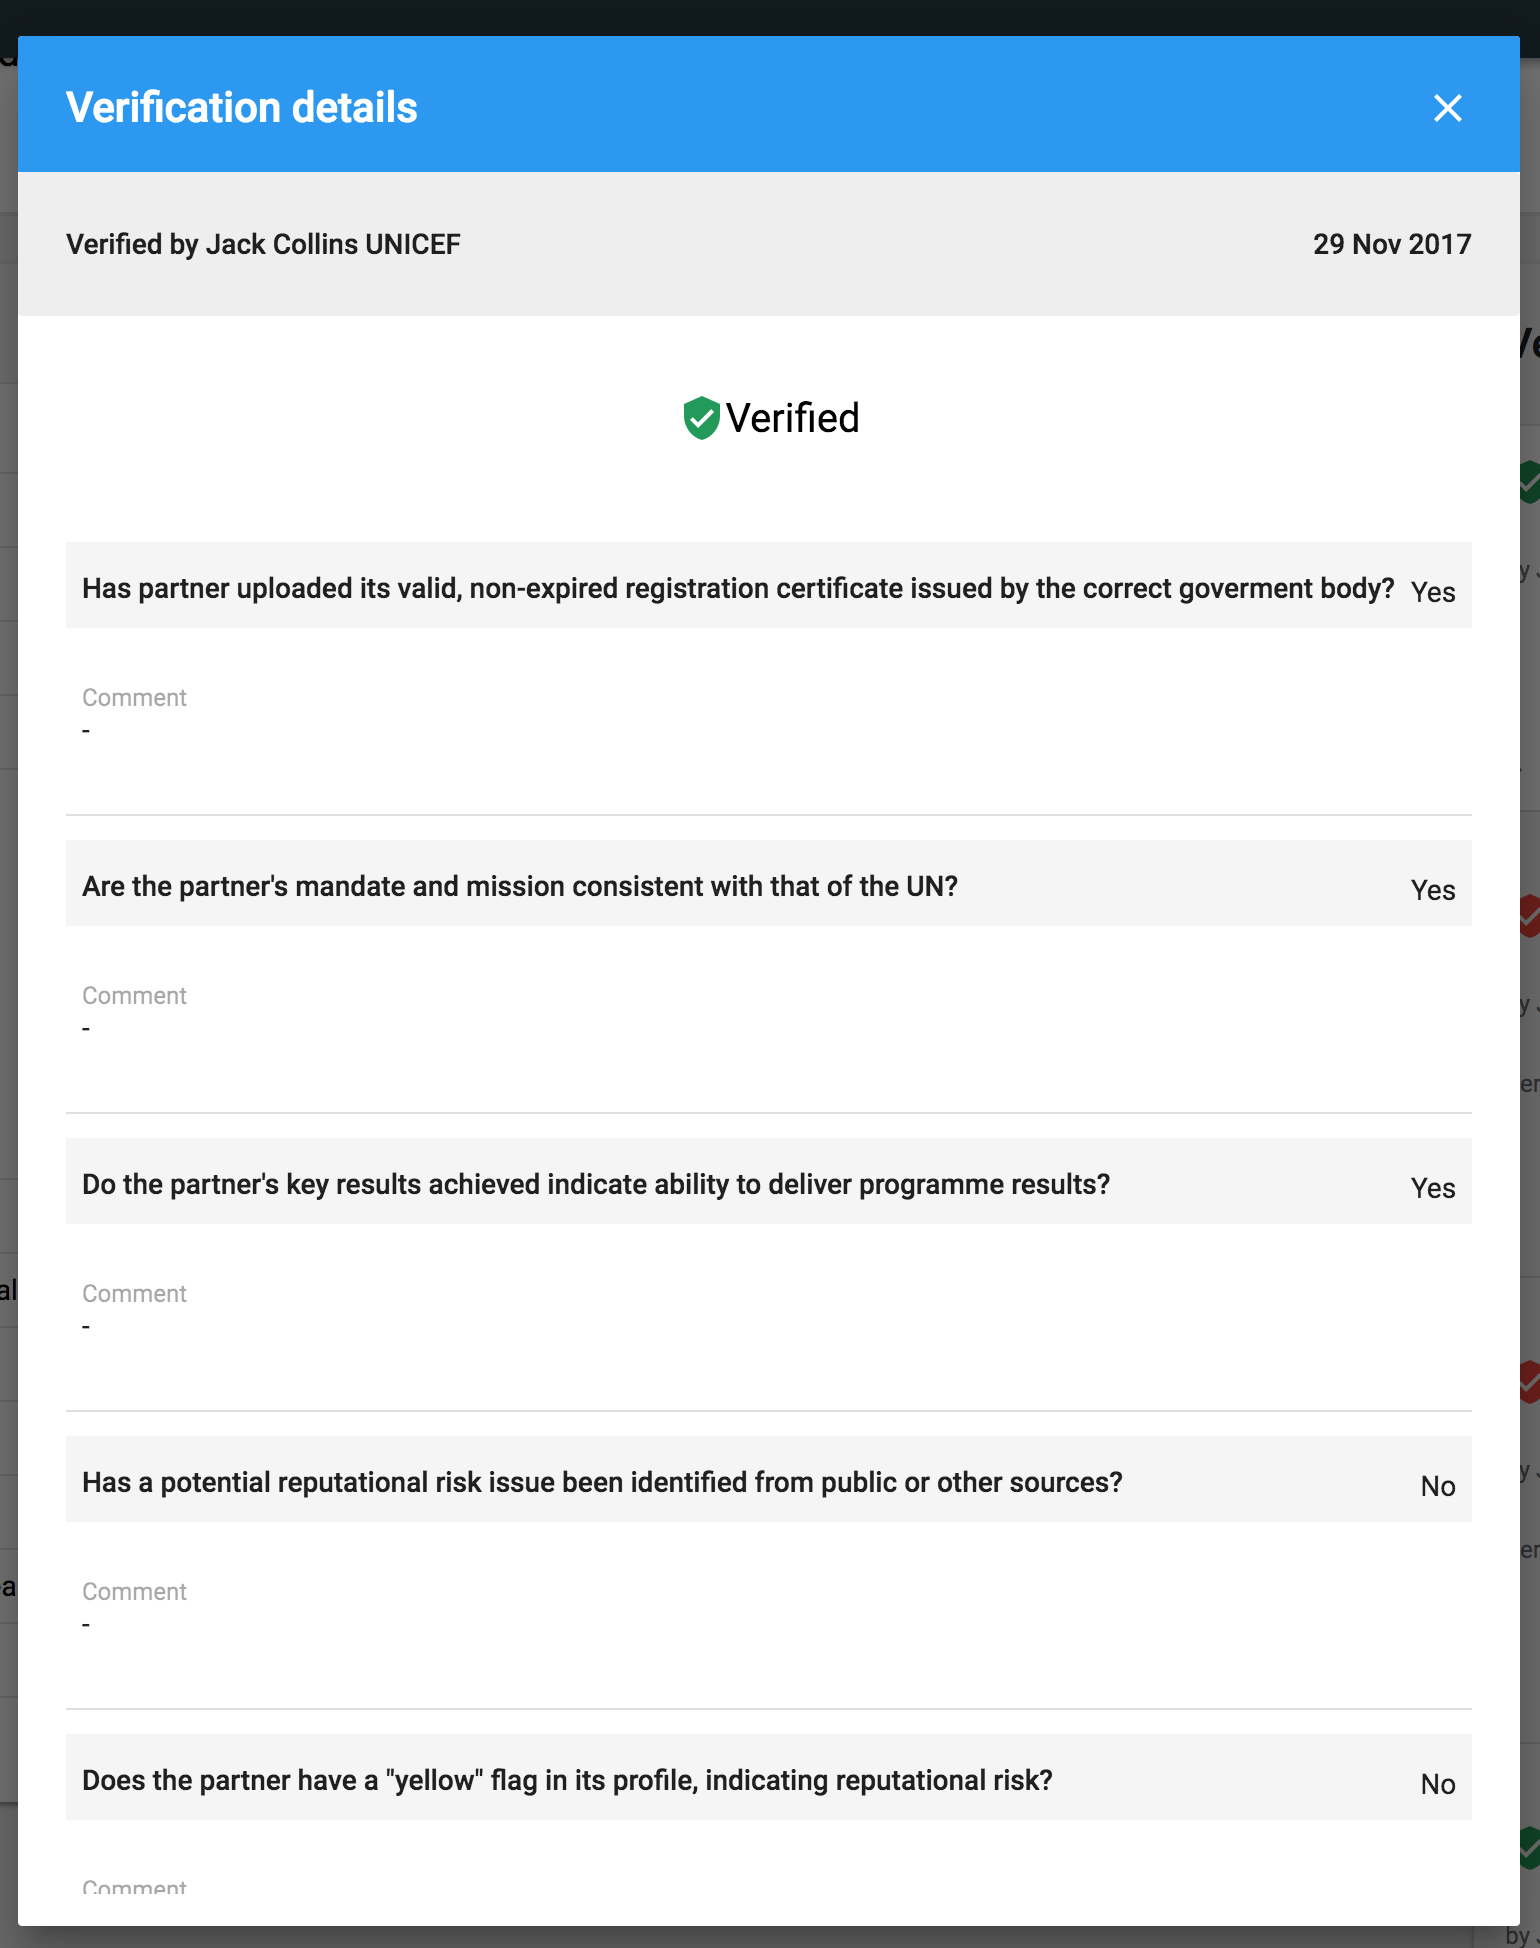 Verification details
Verified by Jack Collins UNICEF 29 Nov 2017
Verified
Has partner uploaded its valid, non-expired registration certificate issued by the correct goverment body? Yes
Comment
-
Are the partner's mandate and mission consistent with that of the UN? Yes
Comment
-
Do the partner's key results achieved indicate ability to deliver programme results? Yes
Comment
-
Has a potential reputational risk issue been identified from public or other sources? No
Comment
-
Does the partner have a "yellow" flag in its profile, indicating reputational risk? No
Comment
by